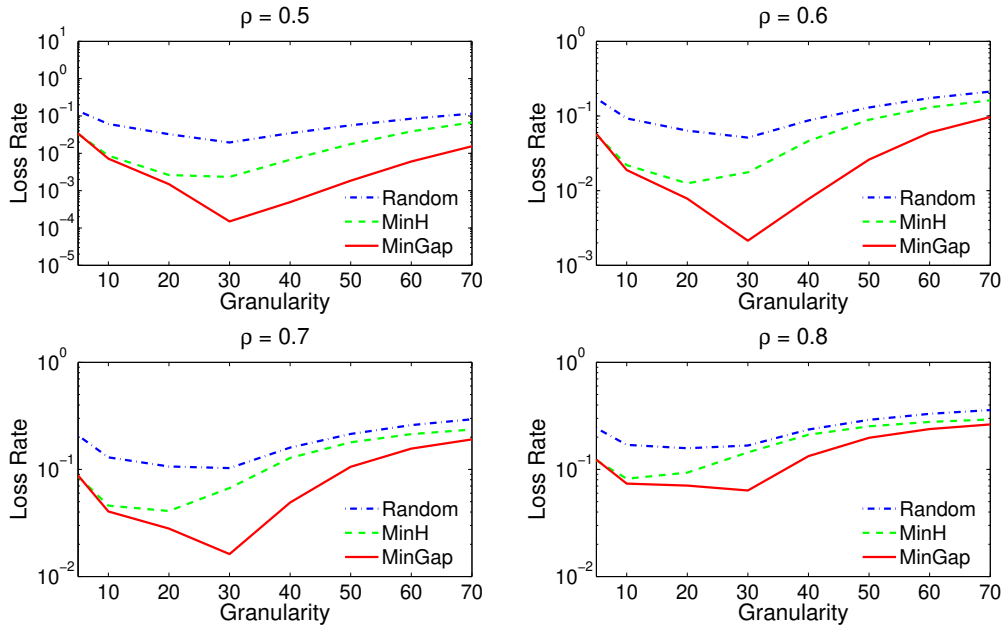 ρ = 0.5
10^1
10^0
10^-1
10^-2
10^-3
10^-4
10^-5
Loss Rate
Random
MinH
MinGap
10 20 30 40 50 60 70
Granularity
ρ = 0.6
10^0
10^-1
10^-2
10^-3
Loss Rate
Random
MinH
MinGap
10 20 30 40 50 60 70
Granularity
ρ = 0.7
10^0
10^-1
10^-2
Loss Rate
Random
MinH
MinGap
10 20 30 40 50 60 70
Granularity
ρ = 0.8
10^0
10^-1
10^-2
Loss Rate
Random
MinH
MinGap
10 20 30 40 50 60 70
Granularity